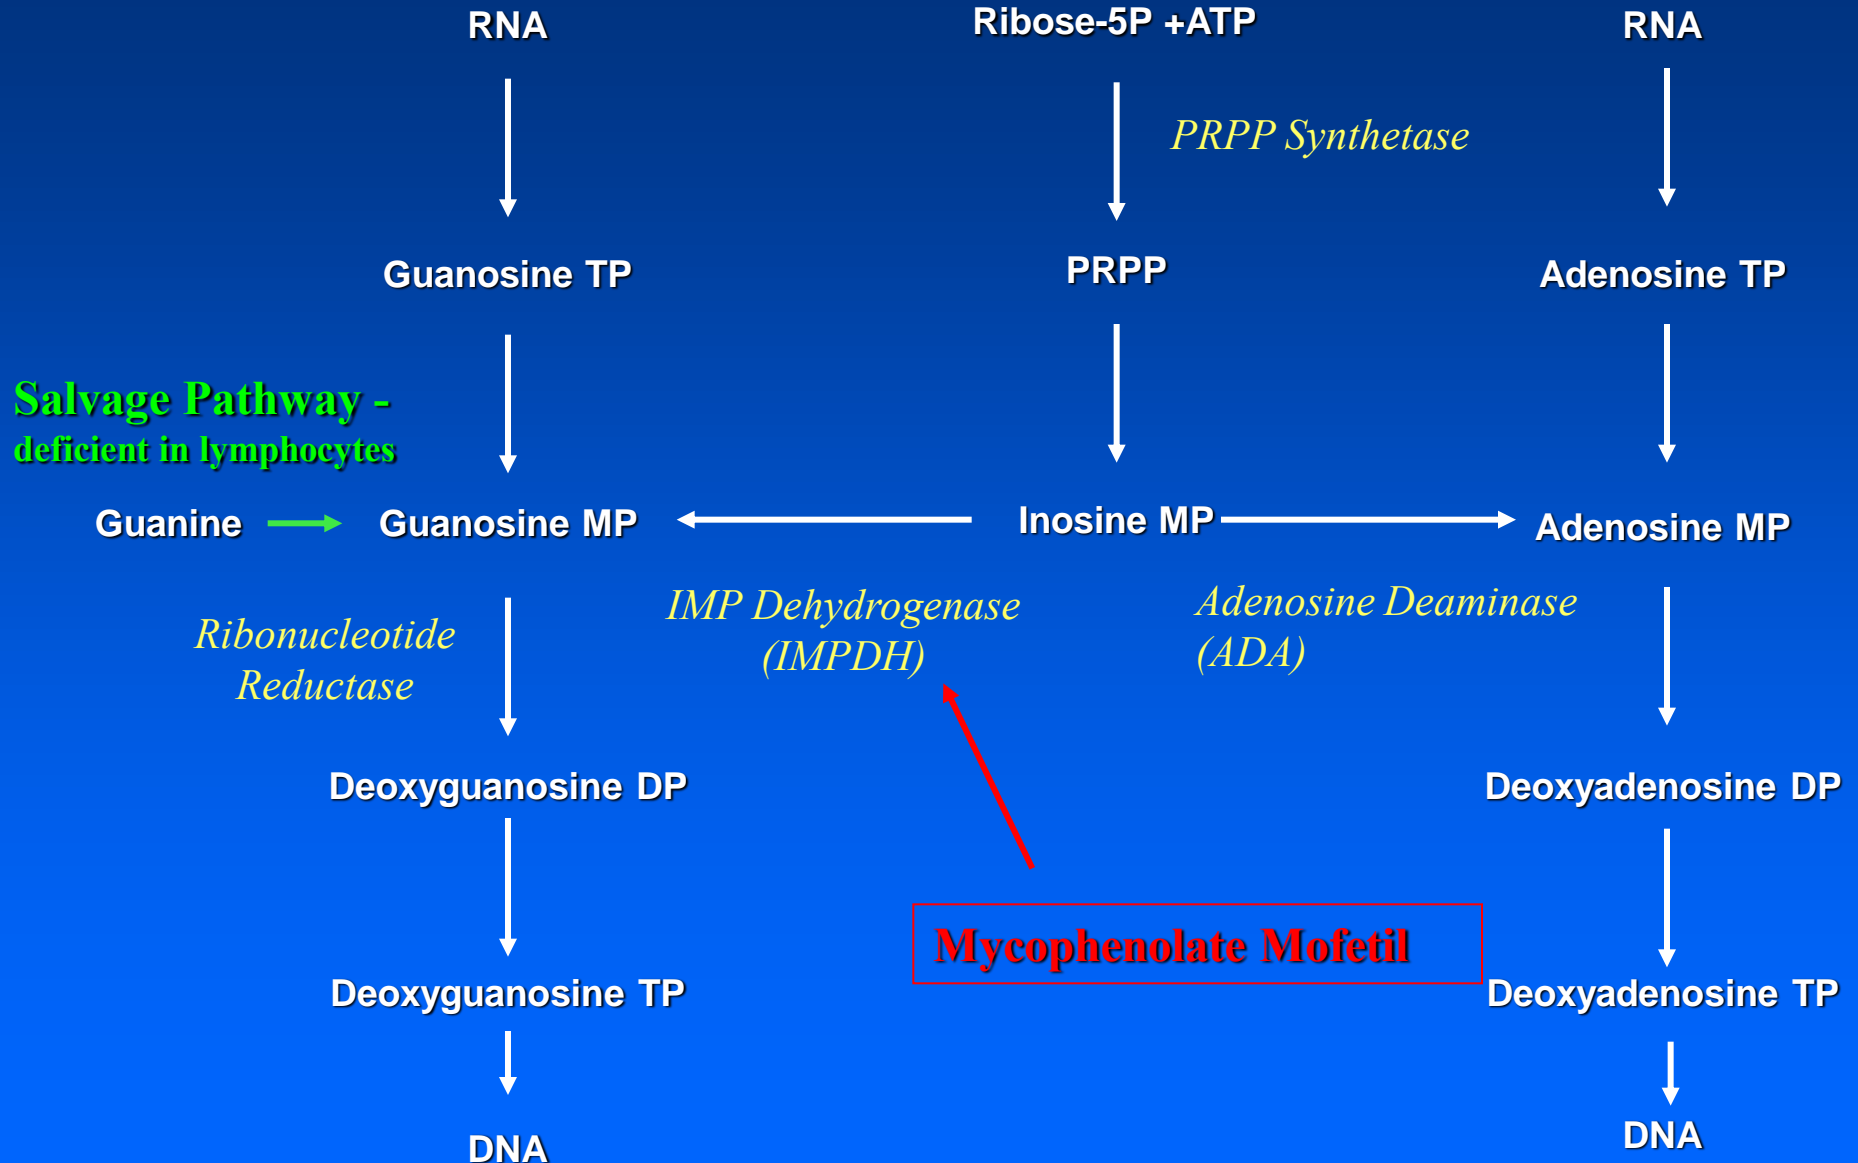 RNA
Ribose-5P +ATP
RNA
PRPP Synthetase
Guanosine TP
PRPP
Adenosine TP
Salvage Pathway -
deficient in lymphocytes
Guanine
Guanosine MP
Inosine MP
Adenosine MP
Ribonucleotide
Reductase
IMP Dehydrogenase
(IMPDH)
Adenosine Deaminase
(ADA)
Deoxyguanosine DP
Deoxyadenosine DP
Mycophenolate Mofetil
Deoxyguanosine TP
Deoxyadenosine TP
DNA
DNA